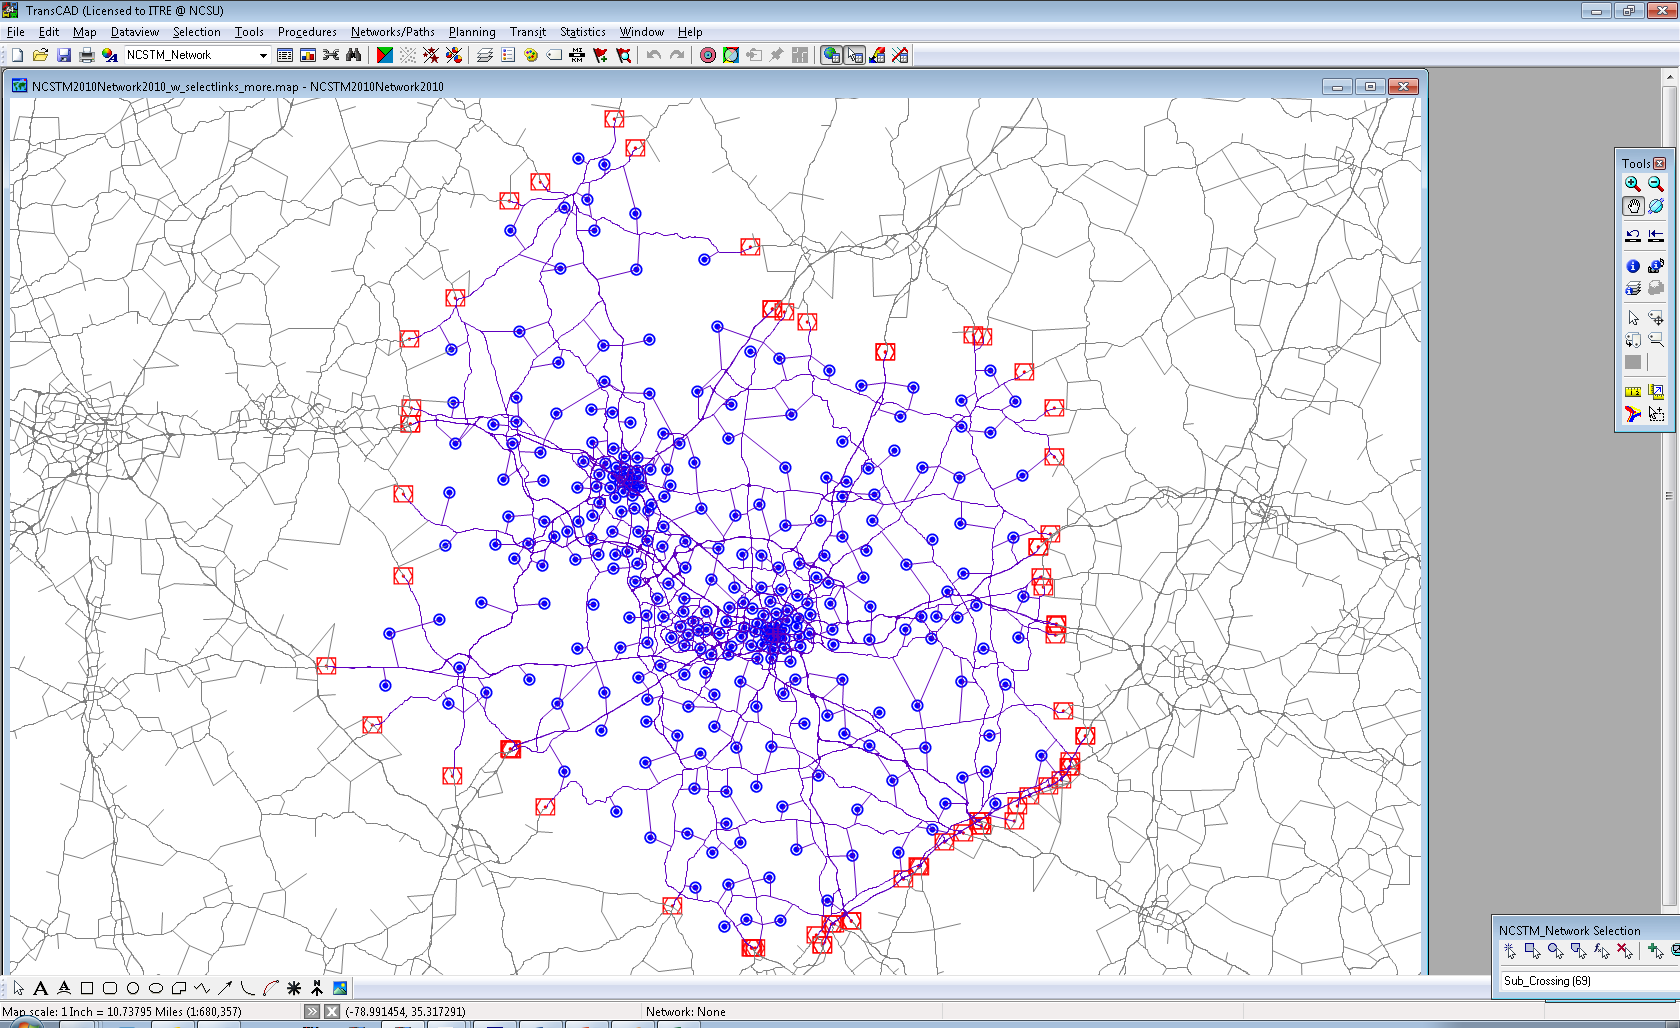 TransCAD (Licensed to ITRE @ NCSU)
File Edit Map Dataview Selection Tools Procedures Networks/Paths Planning Transit Statistics Window Help
NCSTM_Network
MI
KM
NCSTM2010Network2010_w_selectlinks_more.map - NCSTM2010Network2010
Tools
NCSTM_Network Selection
Sub_Crossing (69)
Map scale: 1 Inch = 10.73795 Miles (1:680,357)
(-78.991454, 35.317291)
Network: None